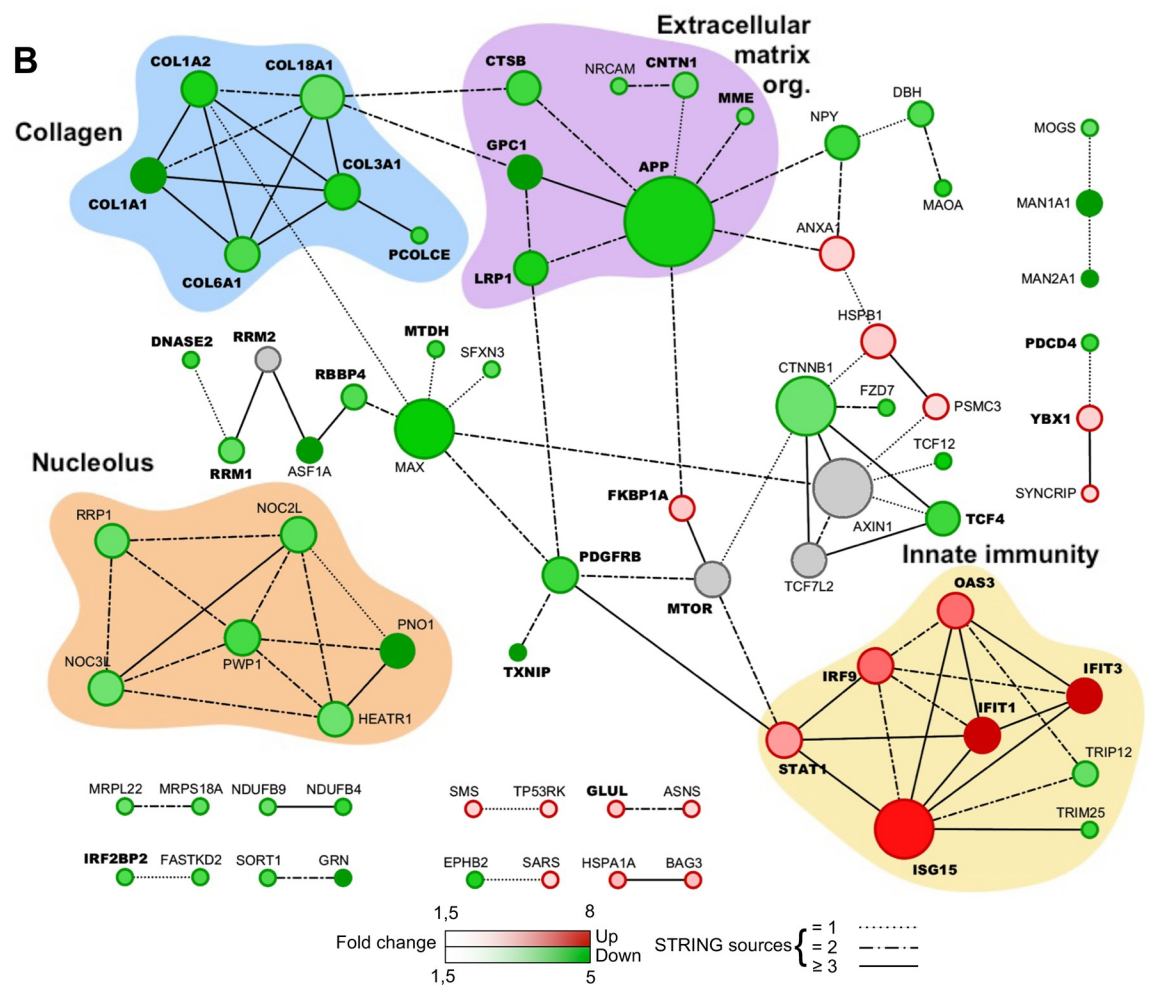 B
Extracellular
matrix
org.
COL1A2
COL18A1
CTSB
NRCAM
CNTN1
MME
DBH
NPY
MOGS
Collagen
GPC1
APP
COL3A1
COL1A1
MAOA
MAN1A1
ANXA1
PCOLCE
COL6A1
LRP1
MAN2A1
HSPB1
DNASE2
RRM2
MTDH
SFXN3
RBBP4
CTNNB1
FZD7
PDCD4
PSMC3
YBX1
TCF12
Nucleolus
RRM1
ASF1A
MAX
FKBP1A
SYNCRIP
RRP1
NOC2L
AXIN1
TCF4
PDGFRB
Innate immunity
MTOR
TCF7L2
OAS3
PNO1
NOC3L
PWP1
TXNIP
IRF9
IFIT3
IFIT1
HEATR1
STAT1
TRIP12
MRPL22
MRPS18A
NDUFB9
NDUFB4
SMS
TP53RK
GLUL
ASNS
TRIM25
IRF2BP2
FASTKD2
SORT1
GRN
EPHB2
SARS
HSPA1A
BAG3
ISG15
1,5
8
Fold change
Up
Down
1,5
5
STRING sources
= 1
= 2
≥ 3